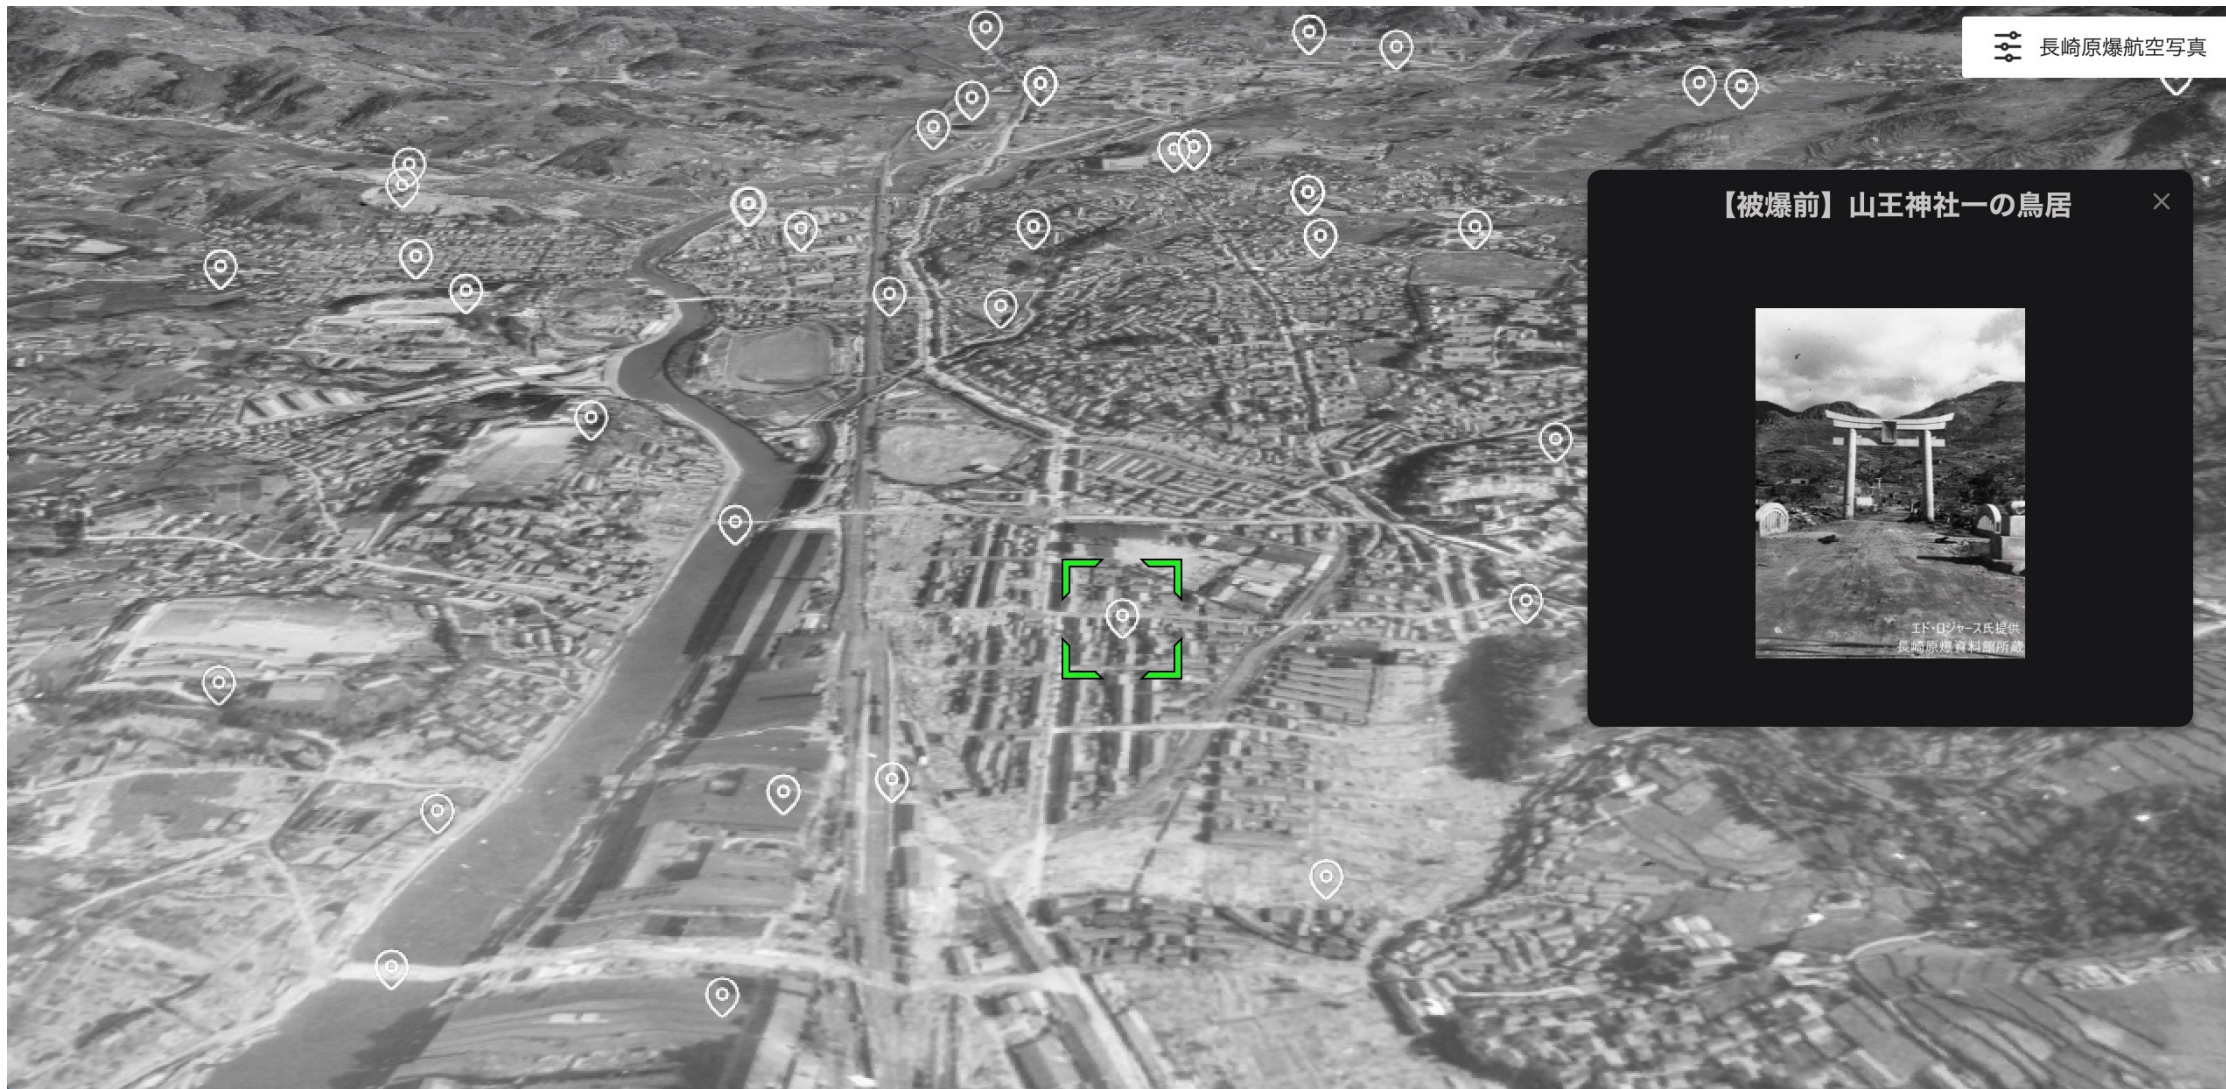 長崎原爆航空写真
【被爆前】山王神社一の鳥居
エド・ロジャース氏提供
長崎原爆資料館所蔵